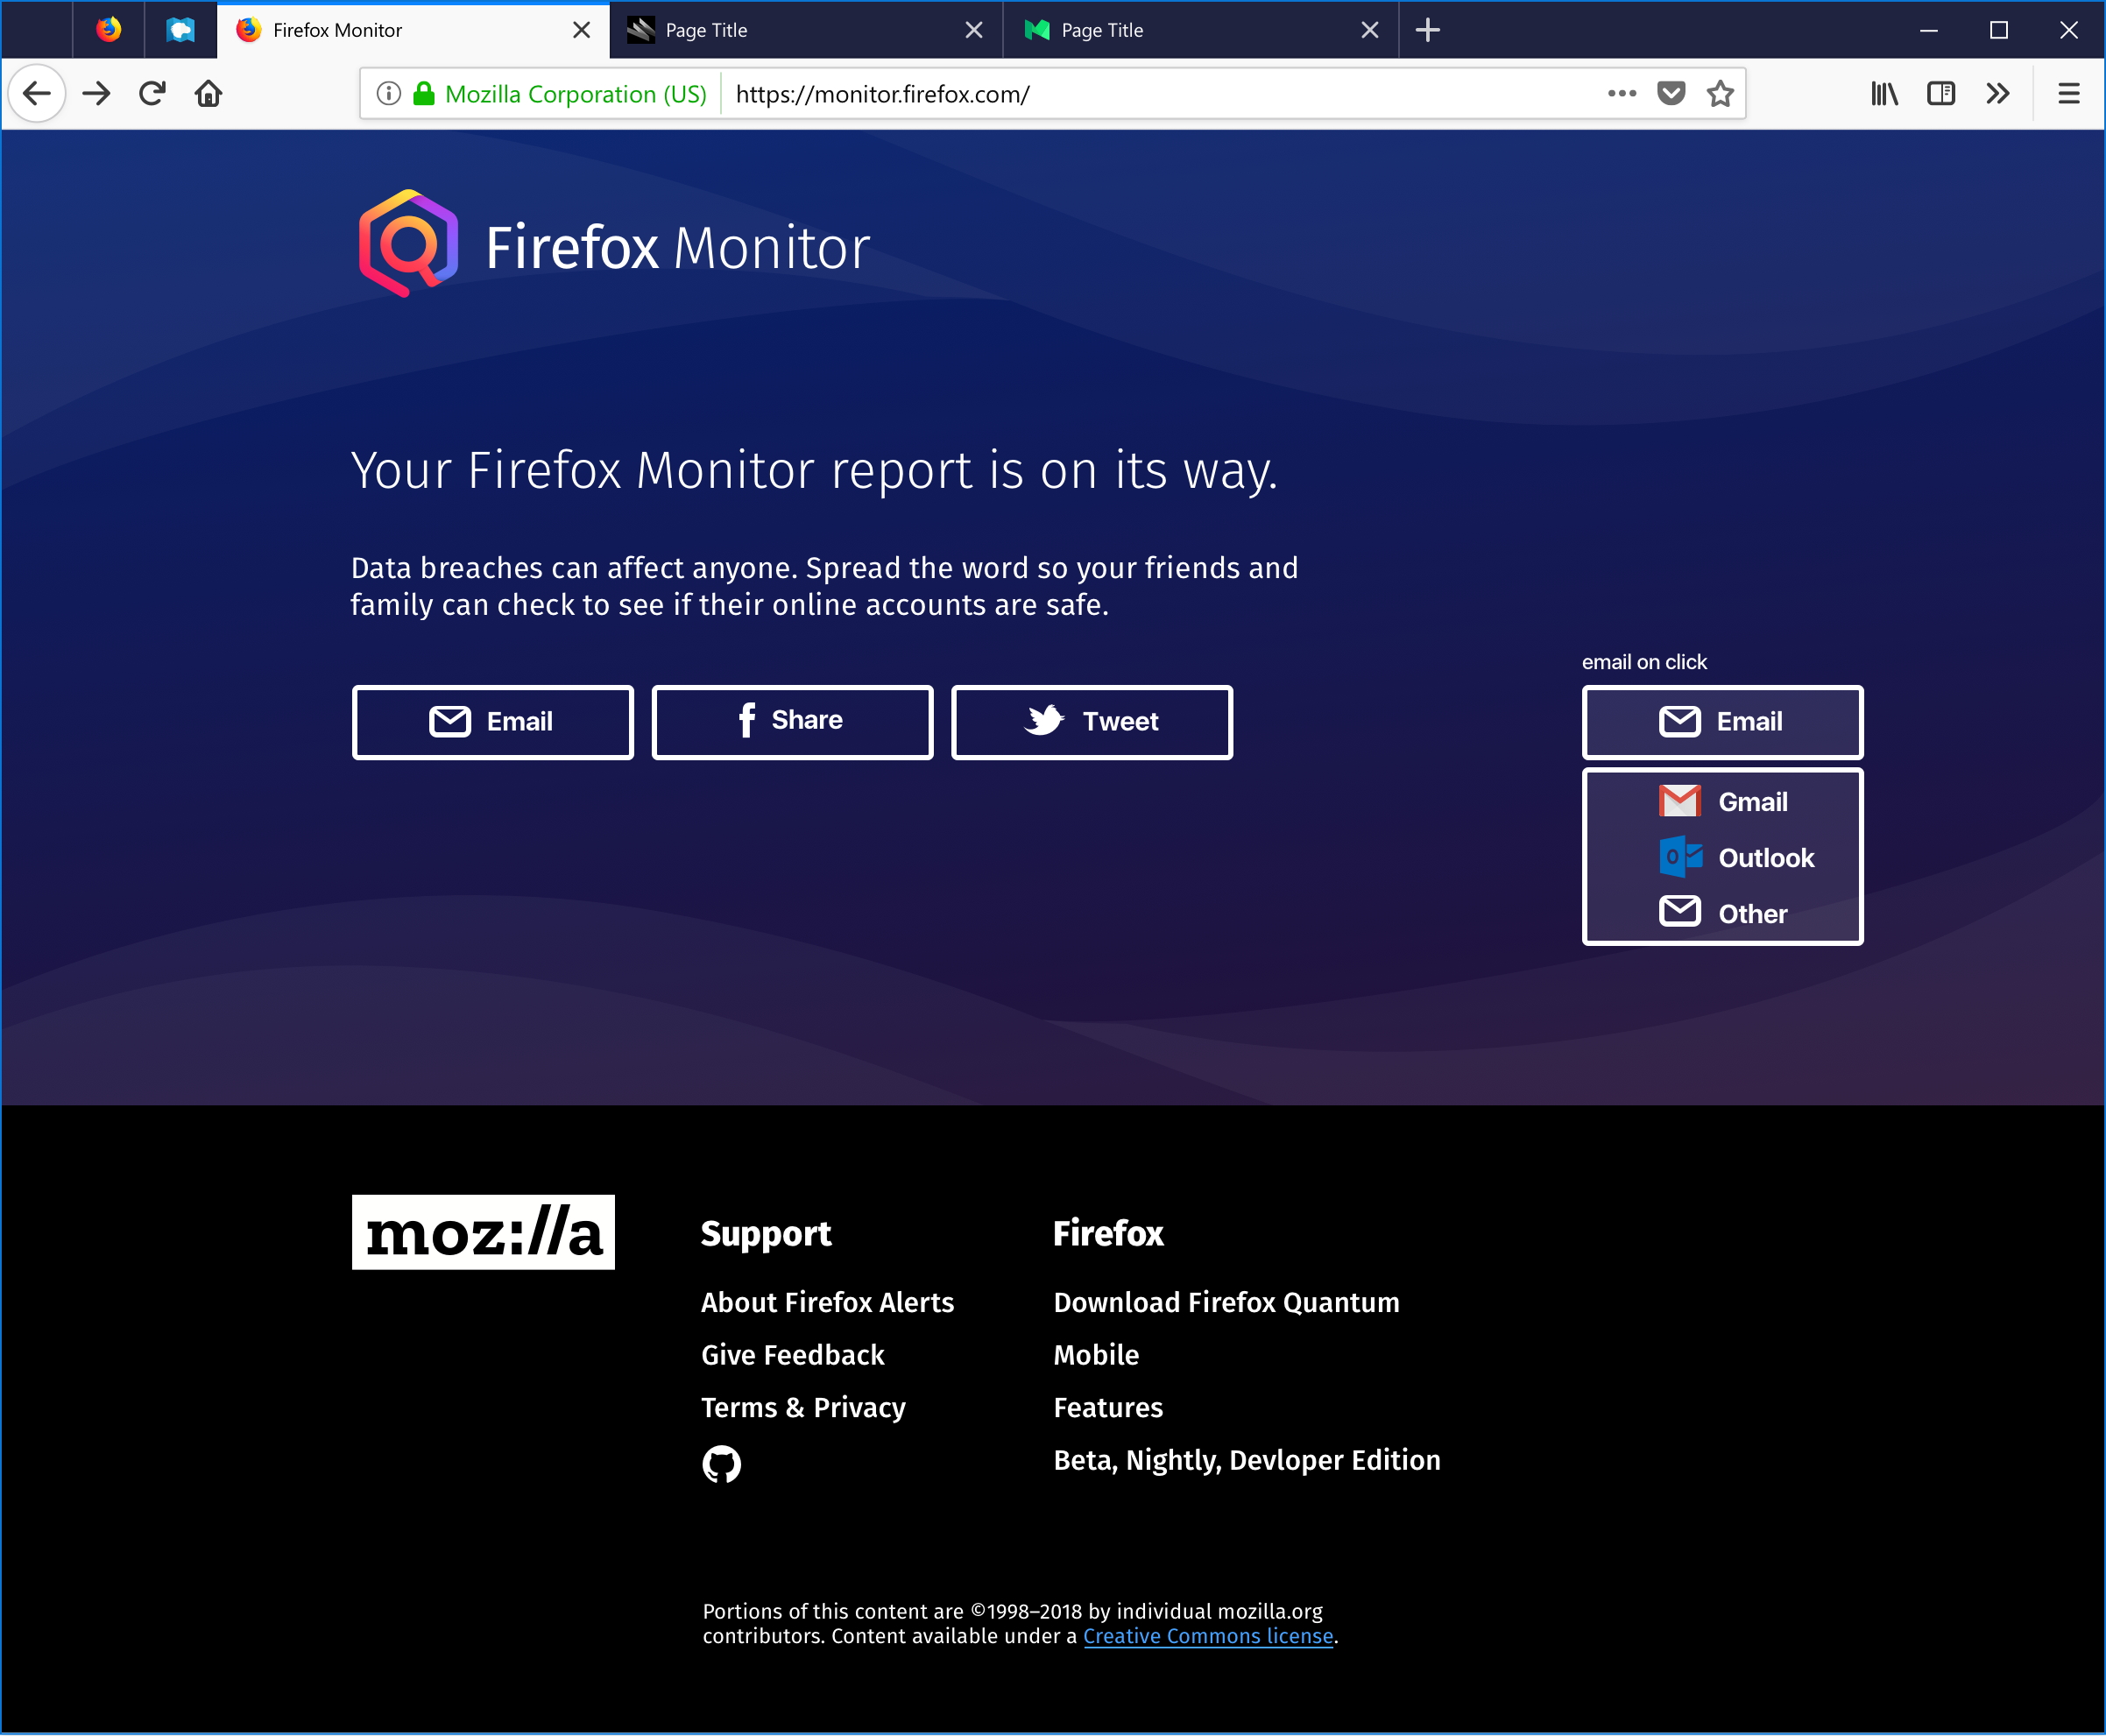 Firefox Monitor
Page Title
Page Title
Mozilla Corporation (US)
https://monitor.firefox.com/
Firefox Monitor
Your Firefox Monitor report is on its way.
Data breaches can affect anyone. Spread the word so your friends and
family can check to see if their online accounts are safe.
Email
Share
Tweet
email on click
Email
Gmail
Outlook
Other
moz://a
Support
About Firefox Alerts
Give Feedback
Terms & Privacy
Firefox
Download Firefox Quantum
Mobile
Features
Beta, Nightly, Devloper Edition
Portions of this content are ©1998–2018 by individual mozilla.org
contributors. Content available under a Creative Commons license.